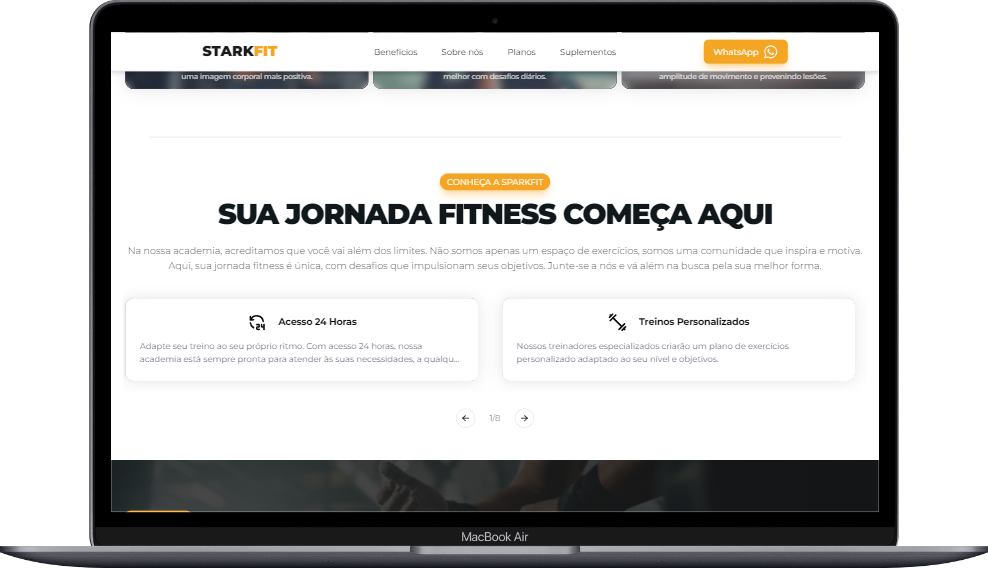 STARKFIT
Benefícios
Sobre nós
Planos
Suplementos
WhatsApp
uma imagem corporal mais positiva.
melhor com desafios diários.
amplitude de movimento e prevenindo lesões.
CONHEÇA A SPARKFIT
SUA JORNADA FITNESS COMEÇA AQUI
Na nossa academia, acreditamos que você vai além dos limites. Não somos apenas um espaço de exercícios, somos uma comunidade que inspira e motiva.
Aqui, sua jornada fitness é única, com desafios que impulsionam seus objetivos. Junte-se a nós e vá além na busca pela sua melhor forma.
24
Acesso 24 Horas
Adapte seu treino ao seu próprio ritmo. Com acesso 24 horas, nossa
academia está sempre pronta para atender às suas necessidades, a qualqu...
Treinos Personalizados
Nossos treinadores especializados criarão um plano de exercícios
personalizado adaptado ao seu nível e objetivos.
1/8
MacBook Air